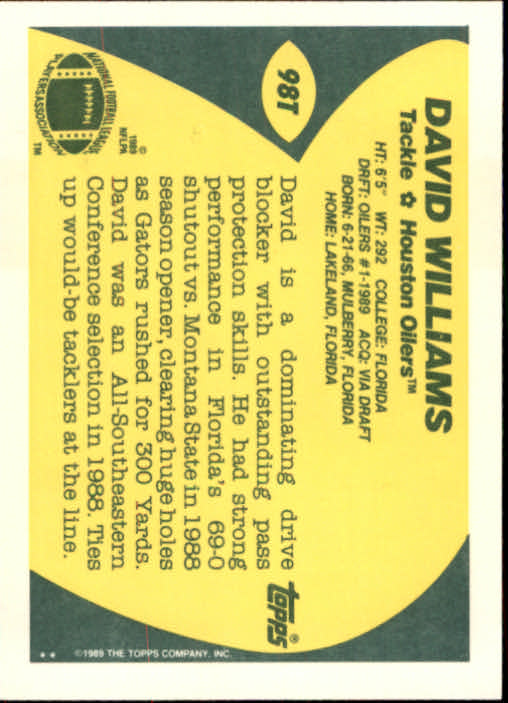 98T
DAVID WILLIAMS
Tackle ✿ Houston Oilers™
HT: 6'5" WT: 292 COLLEGE: FLORIDA
DRFT: OILERS #1-1989 ACQ: VIA DRAFT
BORN: 6-21-66, MULBERRY, FLORIDA
HOME: LAKELAND, FLORIDA
David is a dominating drive
blocker with outstanding pass
protection skills. He had strong
performance in Florida's 69-0
shutout vs. Montana State in 1988
season opener, clearing huge holes
as Gators rushed for 300 Yards.
David was an All-Southeastern
Conference selection in 1988. Ties
up would-be tacklers at the line.
NATIONAL FOOTBALL LEAGUE
PLAYERS ASSOCIATION
™
©
1989
NFLPA
topps®
** ©1989 THE TOPPS COMPANY, INC.